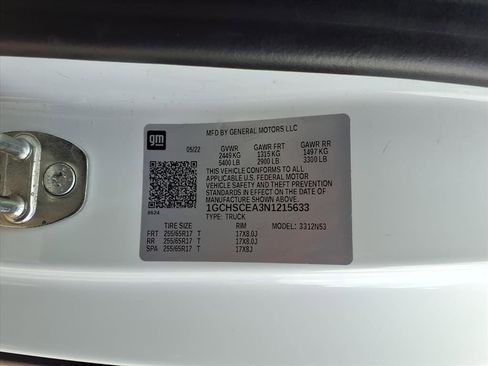 gm
MFD BY GENERAL MOTORS LLC
05/22 GVWR GAWR FRT GAWR RR
2449 KG 1315 KG 1497 KG
5400 LB 2900 LB 3300 LB
THIS VEHICLE CONFORMS TO ALL
APPLICABLE U.S. FEDERAL MOTOR
VEHICLE SAFETY AND THEFT PREVENTION
STANDARDS IN EFFECT ON THE DATE OF
MANUFACTURE SHOWN ABOVE.
1GCHSCEA3N1215633
8624 TYPE: TRUCK
TIRE SIZE RIM MODEL: 3312N53
FRT 255/65R17 T 17X8.0J
RR 255/65R17 T 17X8.0J
SPA 255/65R17 T 17X8J